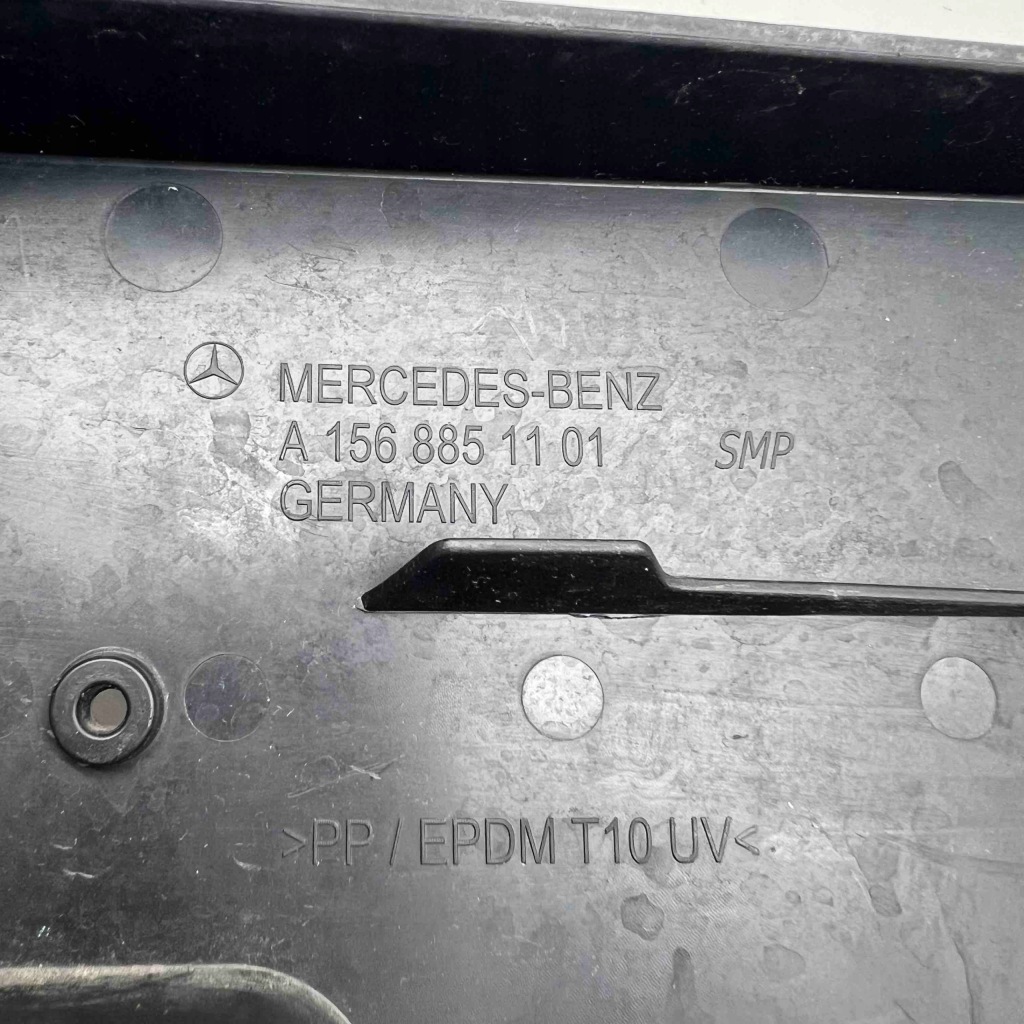 MERCEDES-BENZ
A 156 885 11 01
SMP
GERMANY
>PP / EPDM T10 UV<